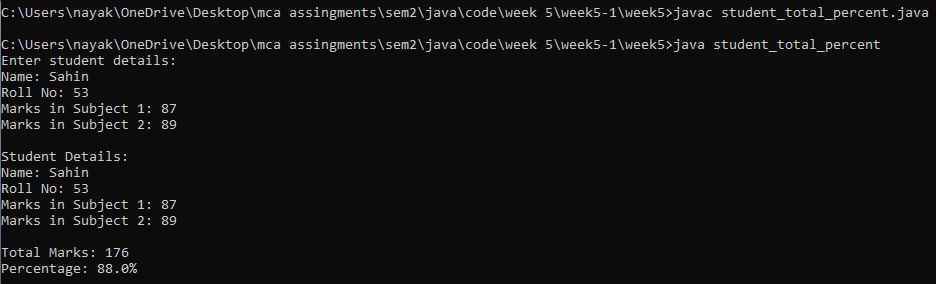 C:\Users\nayak\OneDrive\Desktop\mca assingments\sem2\java\code\week 5\week5-1\week5>javac student_total_percent.java
C:\Users\nayak\OneDrive\Desktop\mca assingments\sem2\java\code\week 5\week5-1\week5>java student_total_percent
Enter student details:
Name: Sahin
Roll No: 53
Marks in Subject 1: 87
Marks in Subject 2: 89
Student Details:
Name: Sahin
Roll No: 53
Marks in Subject 1: 87
Marks in Subject 2: 89
Total Marks: 176
Percentage: 88.0%